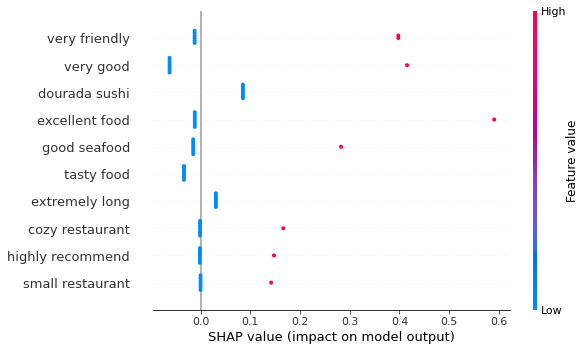 High
very friendly
very good
dourada sushi
excellent food
good seafood
tasty food
extremely long
cozy restaurant
highly recommend
small restaurant
Feature value
Low
0.0 0.1 0.2 0.3 0.4 0.5 0.6
SHAP value (impact on model output)